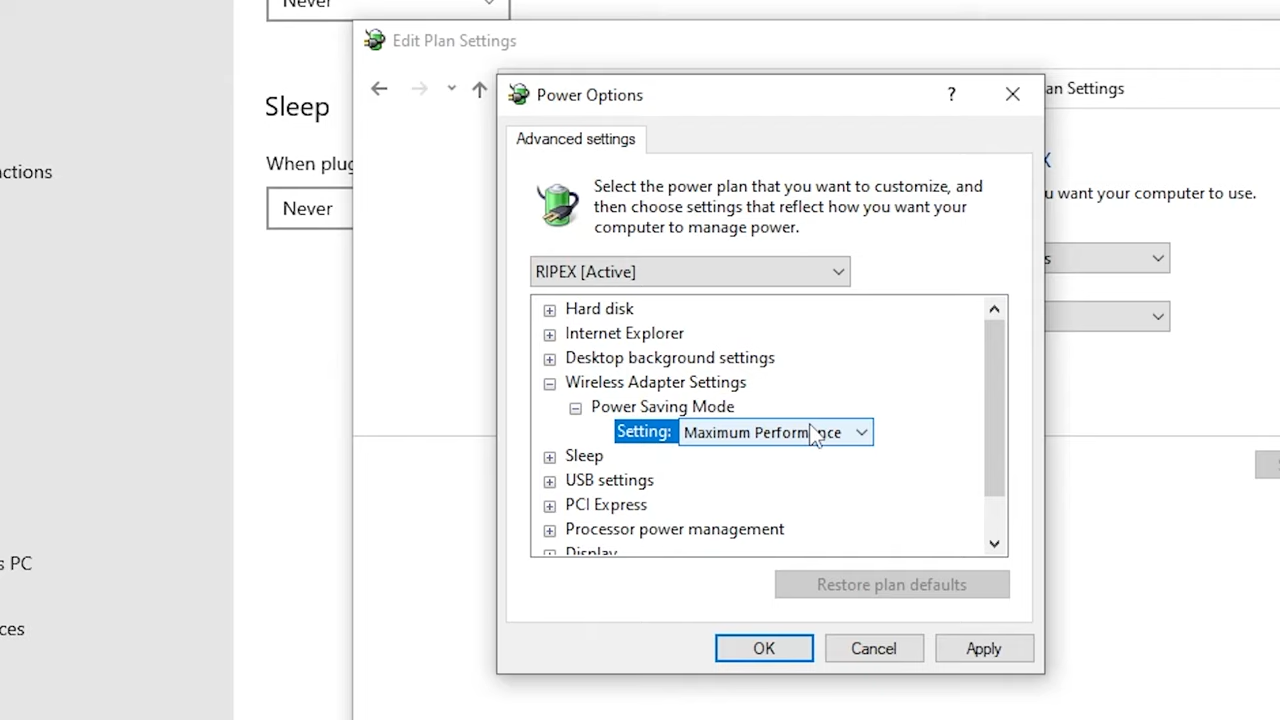 Never
Edit Plan Settings
Power Options
an Settings
Sleep
Advanced settings
When plug
ctions
Select the power plan that you want to customize, and
then choose settings that reflect how you want your
computer to manage power.
u want your computer to use.
Never
RIPEX [Active]
s
Hard disk
Internet Explorer
Desktop background settings
Wireless Adapter Settings
Power Saving Mode
Setting: Maximum Performance
Sleep
USB settings
PCI Express
Processor power management
Display
Restore plan defaults
s PC
ces
OK
Cancel
Apply